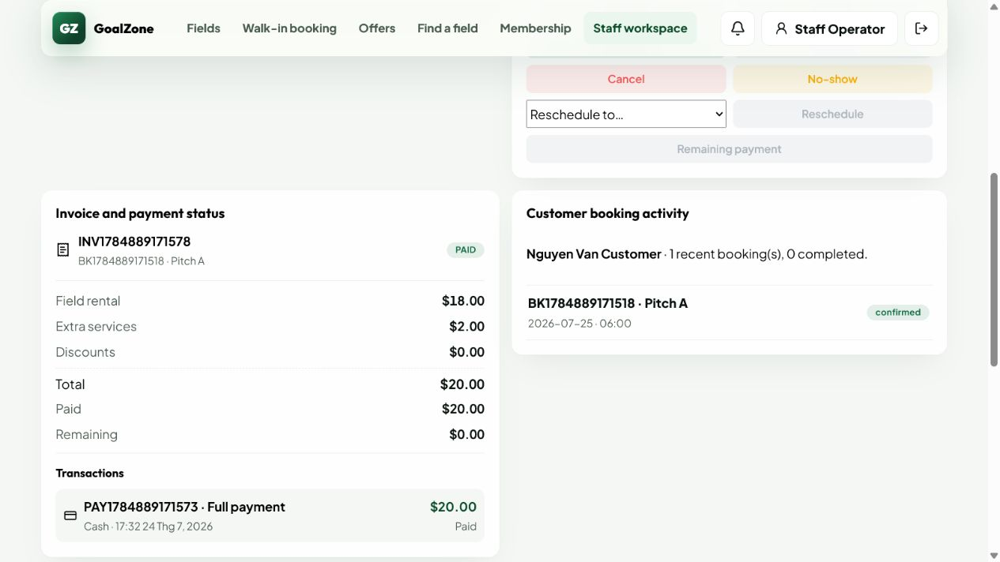 GZ GoalZone Fields Walk-in booking Offers Find a field Membership Staff workspace Staff Operator
Cancel No-show
Reschedule to... Reschedule
Remaining payment
Invoice and payment status
INV1784889171578
BK1784889171518 · Pitch A
PAID
Field rental $18.00
Extra services $2.00
Discounts $0.00
Total $20.00
Paid $20.00
Remaining $0.00
Transactions
PAY1784889171573 · Full payment $20.00
Cash · 17:32 24 Thg 7, 2026 Paid
Customer booking activity
Nguyen Van Customer · 1 recent booking(s), 0 completed.
BK1784889171518 · Pitch A
2026-07-25 · 06:00
confirmed